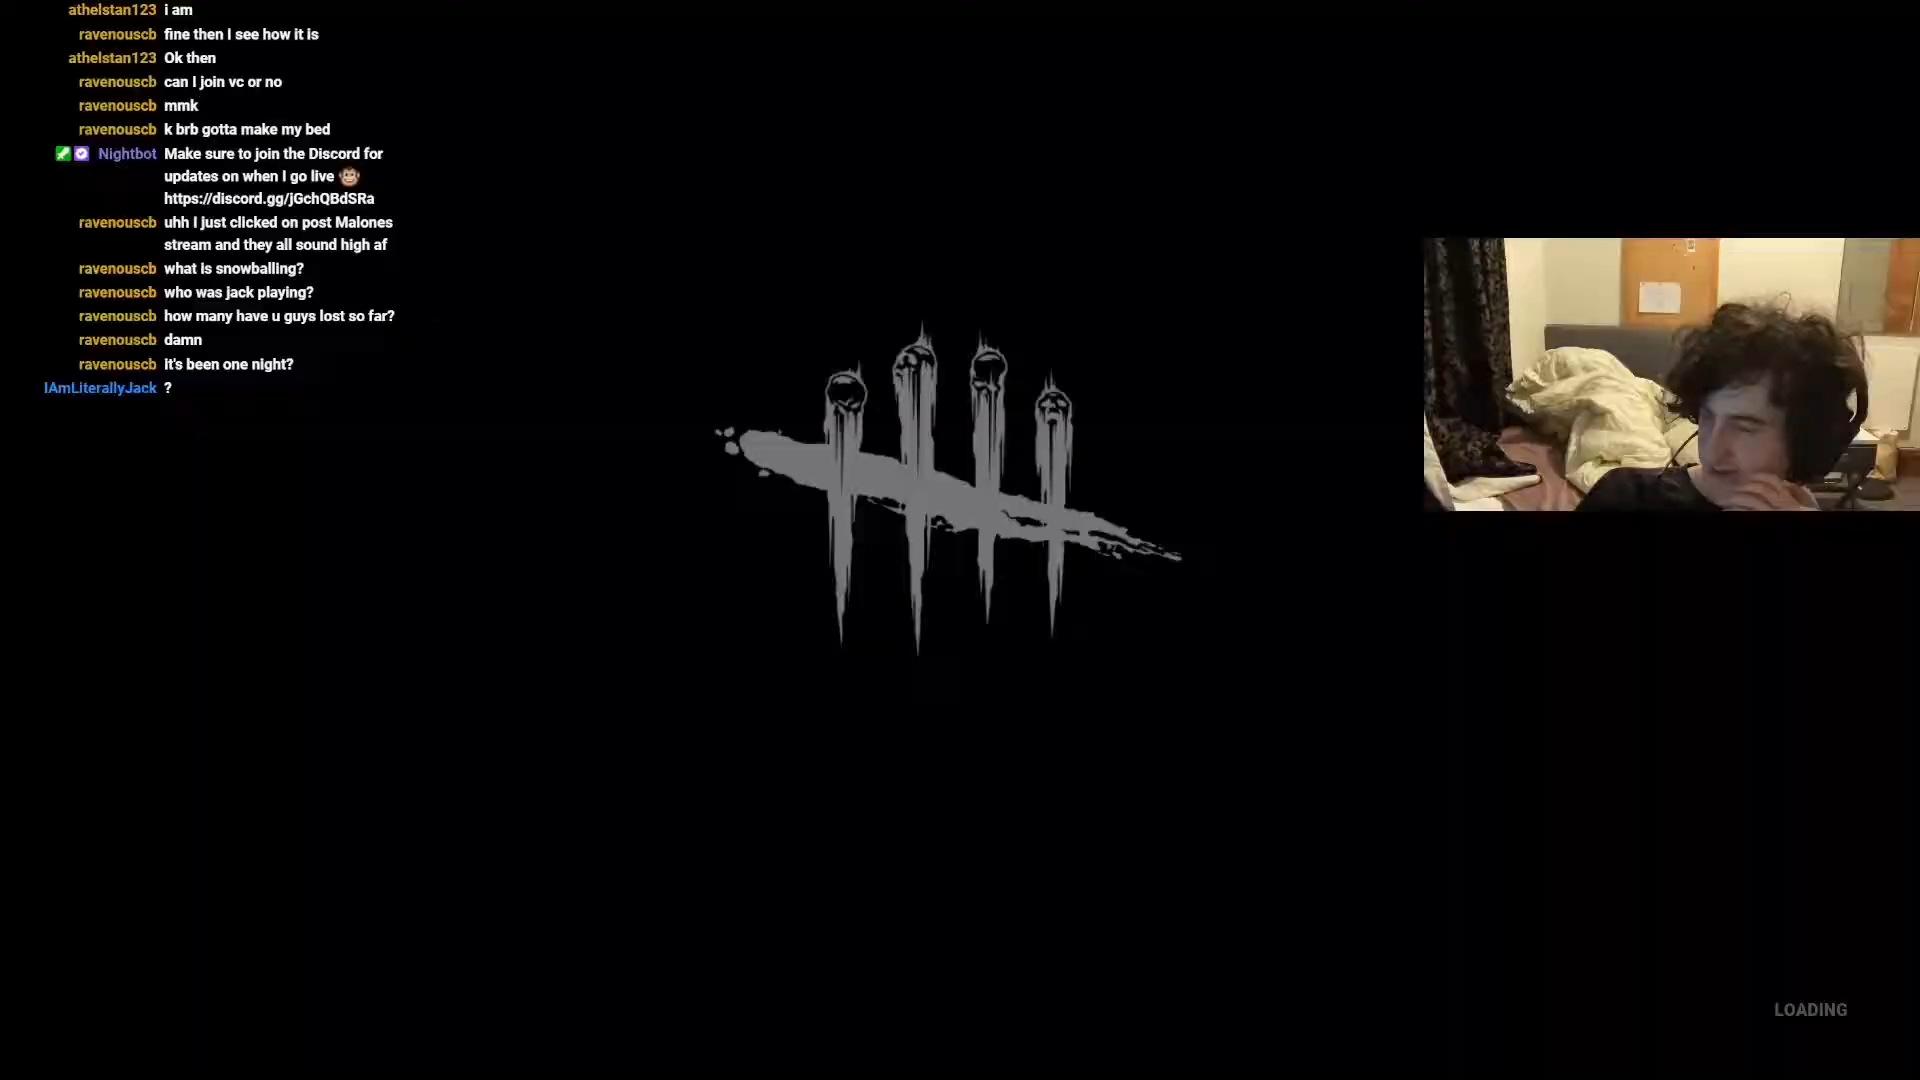 athelstan123 i am
ravenouscb fine then I see how it is
athelstan123 Ok then
ravenouscb can I join vc or no
ravenouscb mmk
ravenouscb k brb gotta make my bed
Nightbot Make sure to join the Discord for
updates on when I go live
https://discord.gg/jGchQBdSRa
ravenouscb uhh I just clicked on post Malones
stream and they all sound high af
ravenouscb what is snowballing?
ravenouscb who was jack playing?
ravenouscb how many have u guys lost so far?
ravenouscb damn
ravenouscb it's been one night?
IAmLiterallyJack ?
LOADING